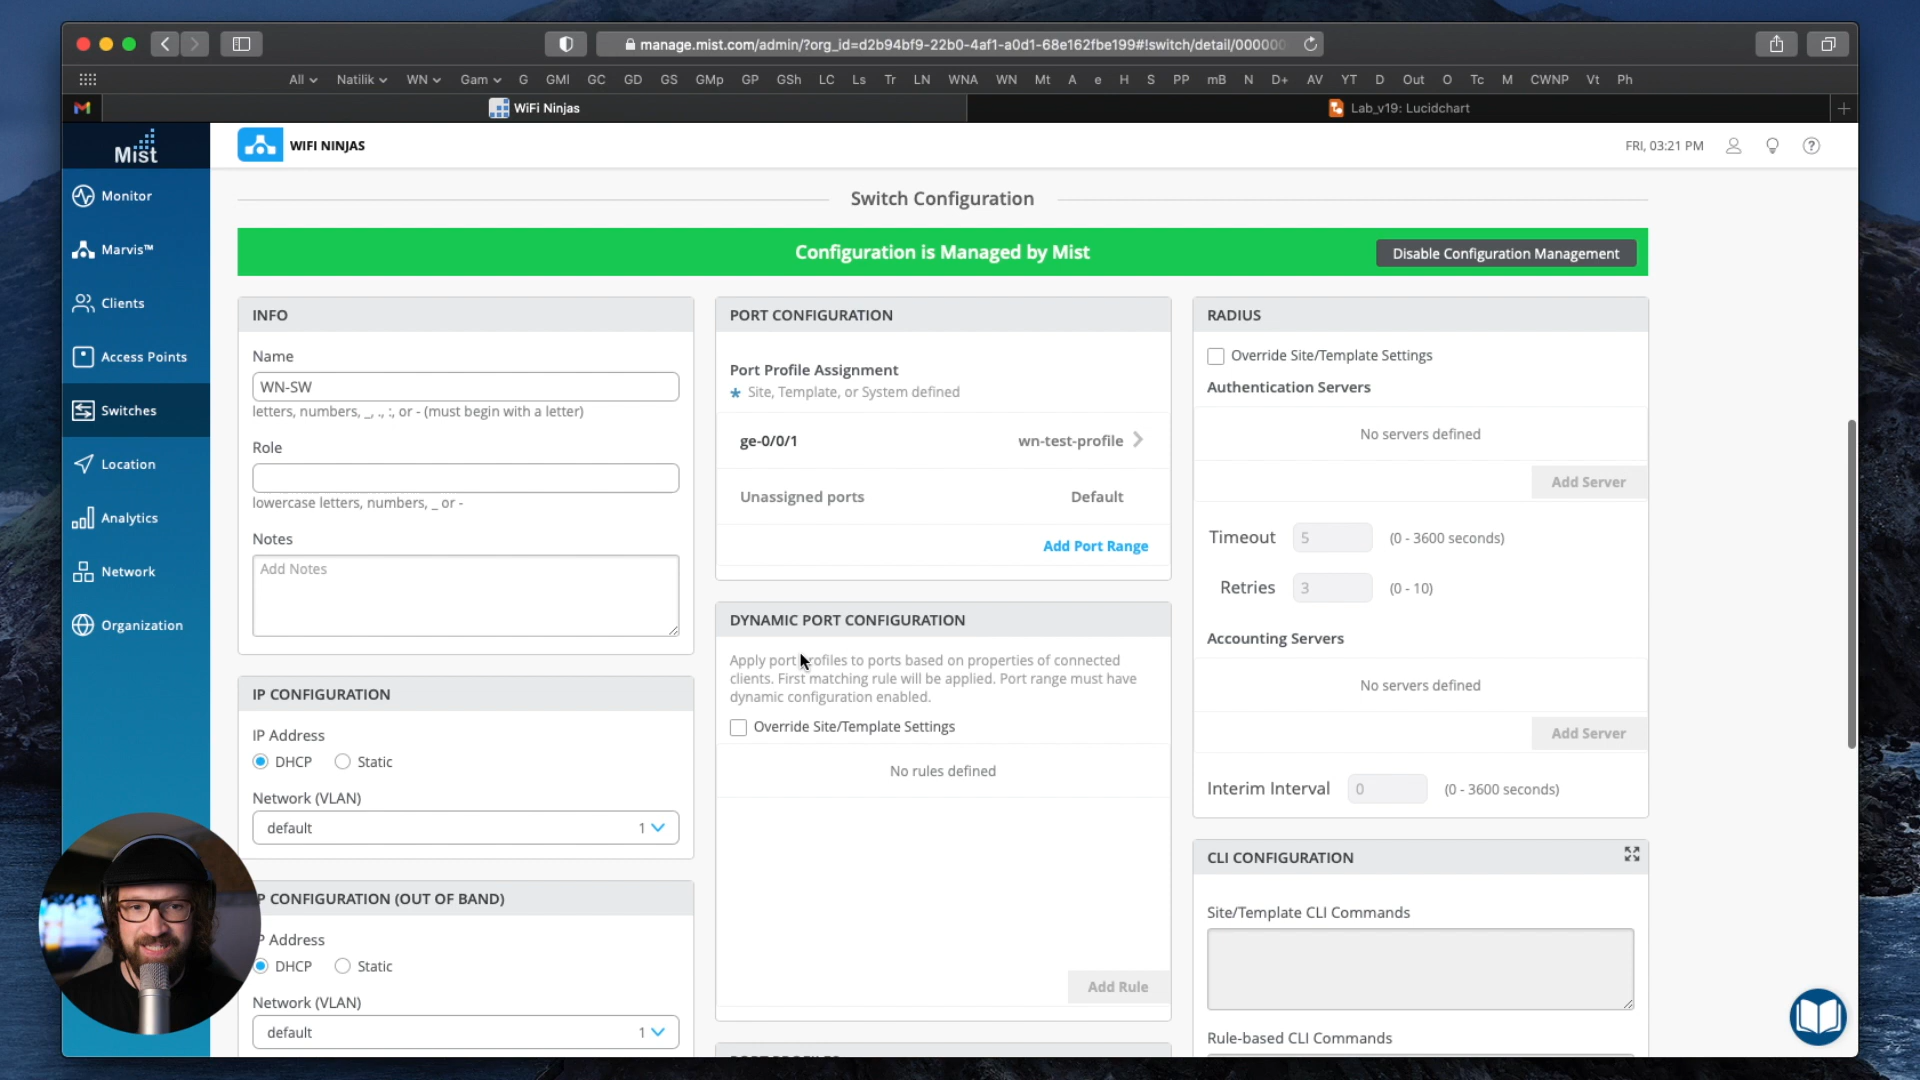 manage.mist.com/admin/?org_id=d2b94bf9-22b0-4af1-a0d1-68e162fbe199#!switch/detail/000000
All Natilik WN Gam G GMI GC GD GS GMp GP GSh LC Ls Tr LN WNA WN Mt A e H S PP mB N D+ AV YT D Out O Tc M CWNP Vt Ph
WiFi Ninjas
Lab_v19: Lucidchart
Mist
WIFI NINJAS
FRI, 03:21 PM
Monitor
Marvis™
Clients
Access Points
Switches
Location
Analytics
Network
Organization
Switch Configuration
Configuration is Managed by Mist
Disable Configuration Management
INFO
Name
WN-SW
letters, numbers, _, ., :, or - (must begin with a letter)
Role
lowercase letters, numbers, _ or -
Notes
Add Notes
IP CONFIGURATION
IP Address
DHCP
Static
Network (VLAN)
default 1
P CONFIGURATION (OUT OF BAND)
P Address
DHCP
Static
Network (VLAN)
default 1
PORT CONFIGURATION
Port Profile Assignment
* Site, Template, or System defined
ge-0/0/1 wn-test-profile
Unassigned ports Default
Add Port Range
DYNAMIC PORT CONFIGURATION
Apply port profiles to ports based on properties of connected
clients. First matching rule will be applied. Port range must have
dynamic configuration enabled.
Override Site/Template Settings
No rules defined
Add Rule
RADIUS
Override Site/Template Settings
Authentication Servers
No servers defined
Add Server
Timeout 5 (0 - 3600 seconds)
Retries 3 (0 - 10)
Accounting Servers
No servers defined
Add Server
Interim Interval 0 (0 - 3600 seconds)
CLI CONFIGURATION
Site/Template CLI Commands
Rule-based CLI Commands